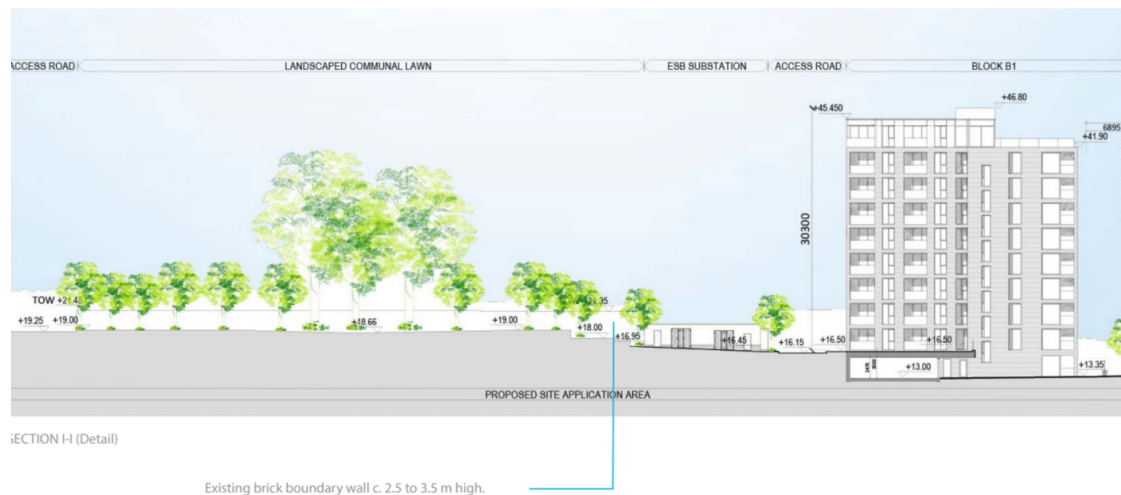 ACCESS ROAD LANDSCAPED COMMUNAL LAWN ESB SUBSTATION ACCESS ROAD BLOCK B1
+46.80
+45.450
6895
+41.90
30300
TOW
+19.25 +19.00 +18.66 +19.00 +18.00 +16.95 +16.45 +16.15 +16.50 +16.50
+13.00 +13.35
PROPOSED SITE APPLICATION AREA
SECTION I-I (Detail)
Existing brick boundary wall c. 2.5 to 3.5 m high.